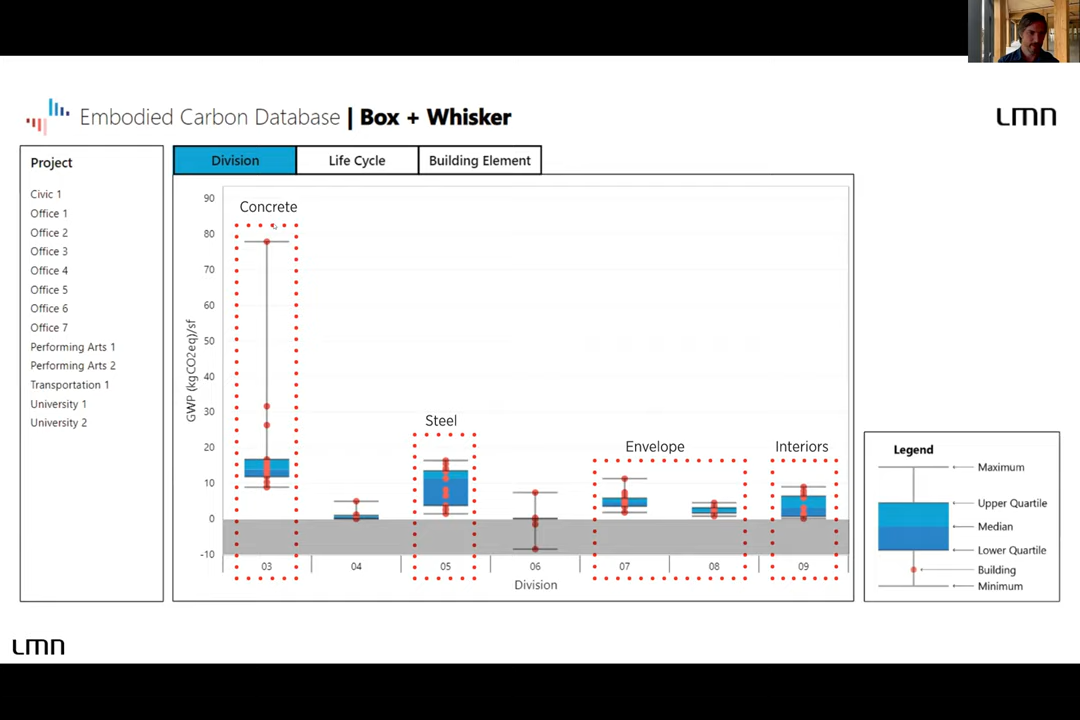 Embodied Carbon Database | Box + Whisker
LMN
Project
Civic 1
Office 1
Office 2
Office 3
Office 4
Office 5
Office 6
Office 7
Performing Arts 1
Performing Arts 2
Transportation 1
University 1
University 2
Division
Life Cycle
Building Element
GWP (kgCO2eq)/sf
90
80
70
60
50
40
30
20
10
0
-10
Concrete
Steel
Envelope
Interiors
03
04
05
06
07
08
09
Division
Legend
Maximum
Upper Quartile
Median
Lower Quartile
Building
Minimum
LMN